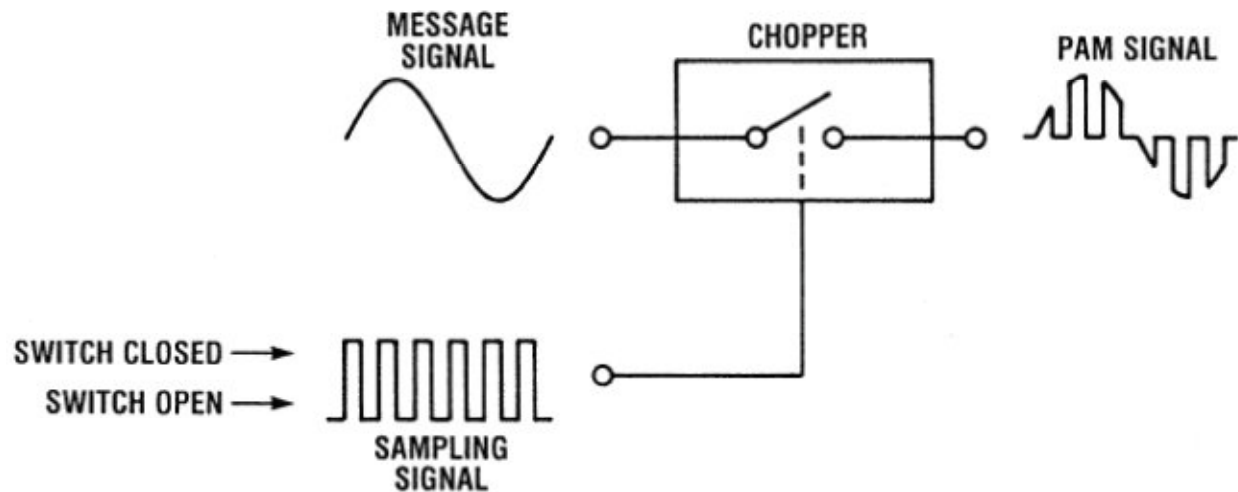 MESSAGE
SIGNAL
CHOPPER
PAM SIGNAL
SWITCH CLOSED
SWITCH OPEN
SAMPLING
SIGNAL